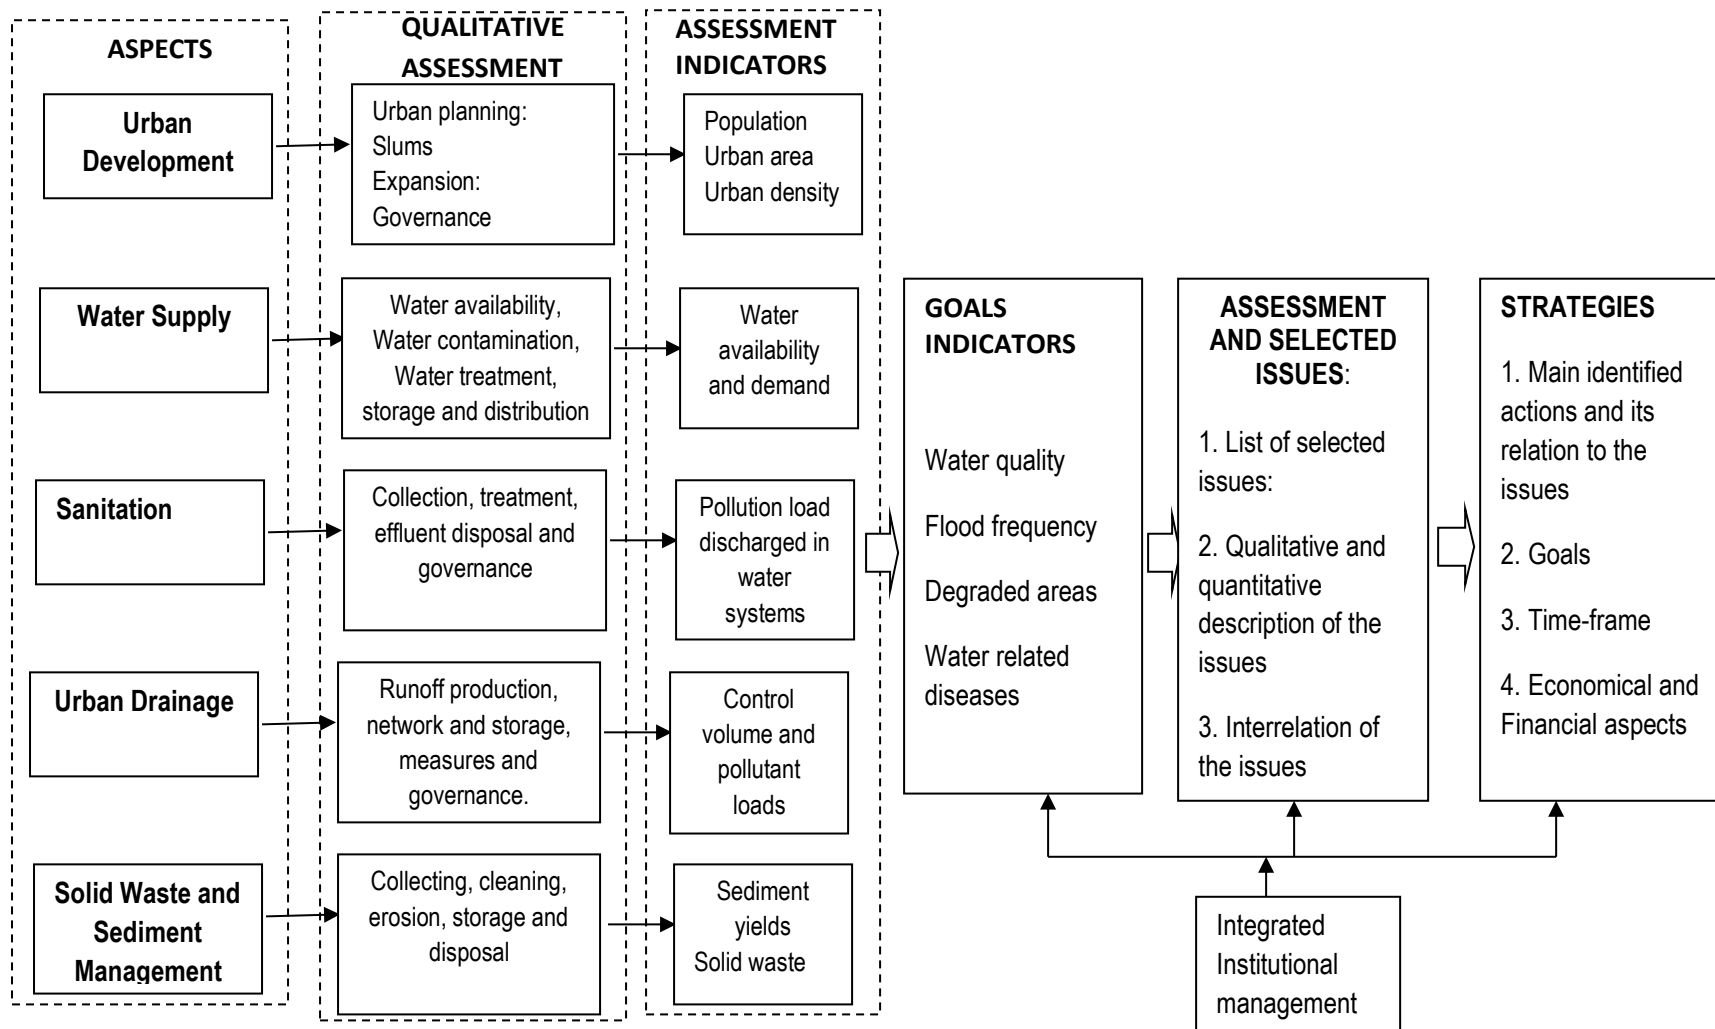 ASPECTS
Urban
Development
Water Supply
Sanitation
Urban Drainage
Solid Waste and
Sediment
Management
QUALITATIVE
ASSESSMENT
Urban planning:
Slums
Expansion:
Governance
Water availability,
Water contamination,
Water treatment,
storage and distribution
Collection, treatment,
effluent disposal and
governance
Runoff production,
network and storage,
measures and
governance.
Collecting, cleaning,
erosion, storage and
disposal
ASSESSMENT
INDICATORS
Population
Urban area
Urban density
Water
availability
and demand
Pollution load
discharged in
water
systems
Control
volume and
pollutant
loads
Sediment
yields
Solid waste
GOALS
INDICATORS
Water quality
Flood frequency
Degraded areas
Water related
diseases
ASSESSMENT
AND SELECTED
ISSUES:
1. List of selected
issues:
2. Qualitative and
quantitative
description of the
issues
3. Interrelation of
the issues
STRATEGIES
1. Main identified
actions and its
relation to the
issues
2. Goals
3. Time-frame
4. Economical and
Financial aspects
Integrated
Institutional
management